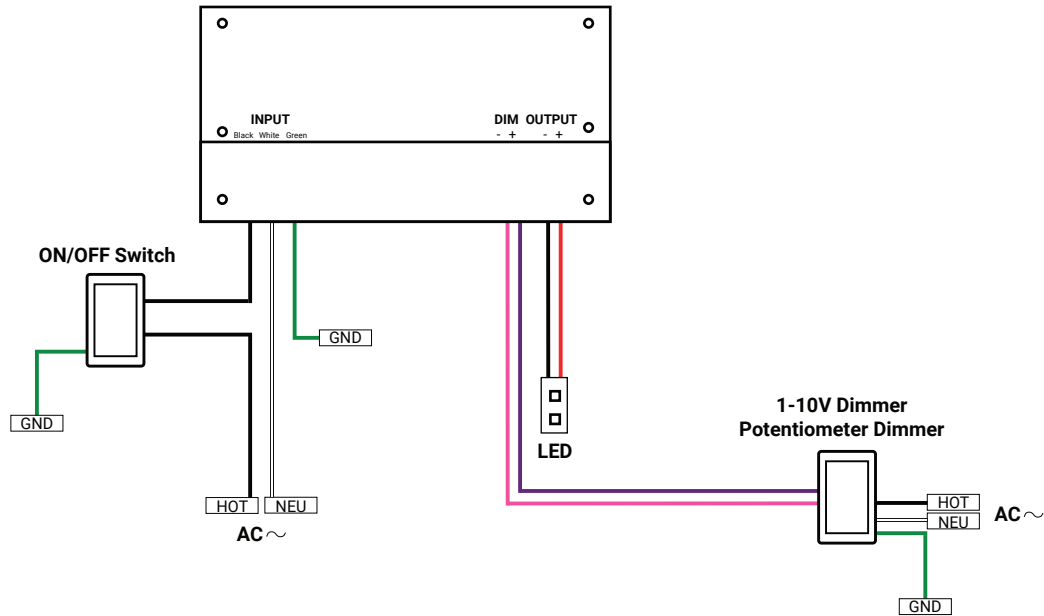 INPUT
Black White Green
DIM OUTPUT
- + - +
ON/OFF Switch
GND
GND
HOT NEU
AC ~
LED
1-10V Dimmer
Potentiometer Dimmer
HOT
NEU
AC ~
GND